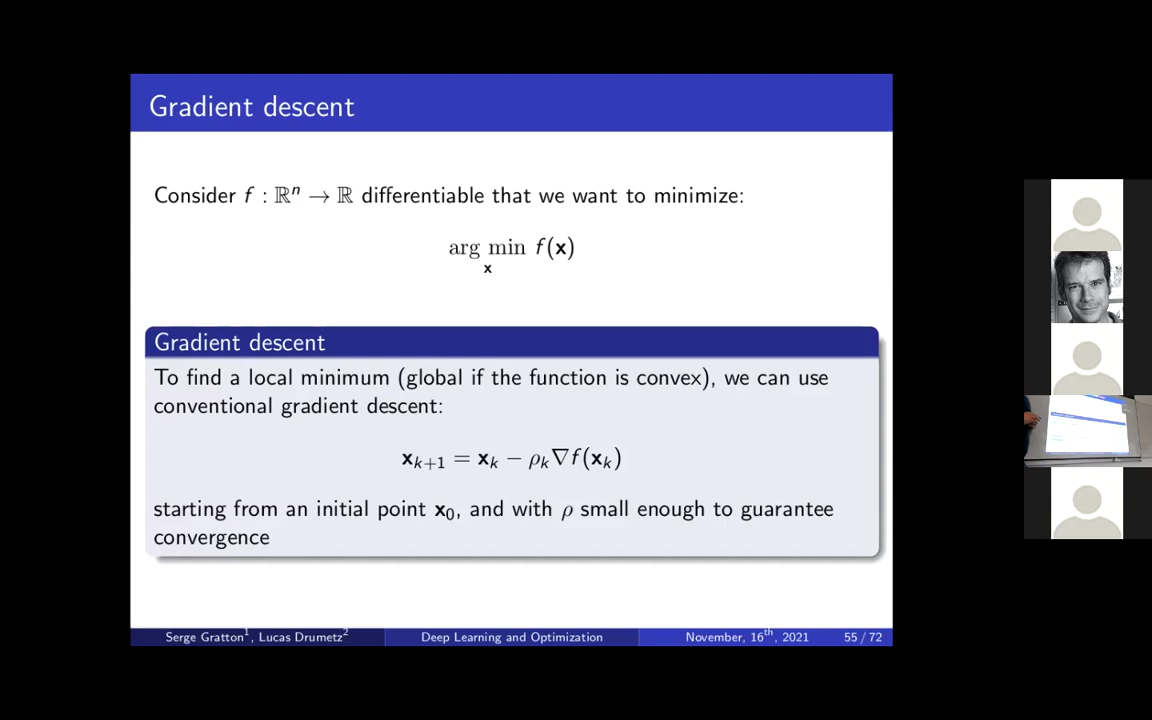 Gradient descent
Consider f : ℝⁿ → ℝ differentiable that we want to minimize:
arg min f(x)
x
Gradient descent
To find a local minimum (global if the function is convex), we can use
conventional gradient descent:
xₖ₊₁ = xₖ − ρₖ∇f(xₖ)
starting from an initial point x₀, and with ρ small enough to guarantee
convergence
Serge Gratton¹, Lucas Drumetz² Deep Learning and Optimization November, 16ᵗʰ, 2021 55 / 72